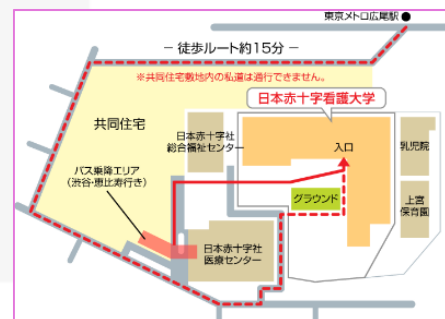 東京メトロ広尾駅
− 徒歩ルート約15分 −
※共同住宅敷地内の私道は通行できません。
日本赤十字看護大学
共同住宅
日本赤十字社
総合福祉センター
入口
乳児院
バス乗降エリア
（渋谷・恵比寿行き）
グラウンド
上宮
保育園
日本赤十字社
医療センター